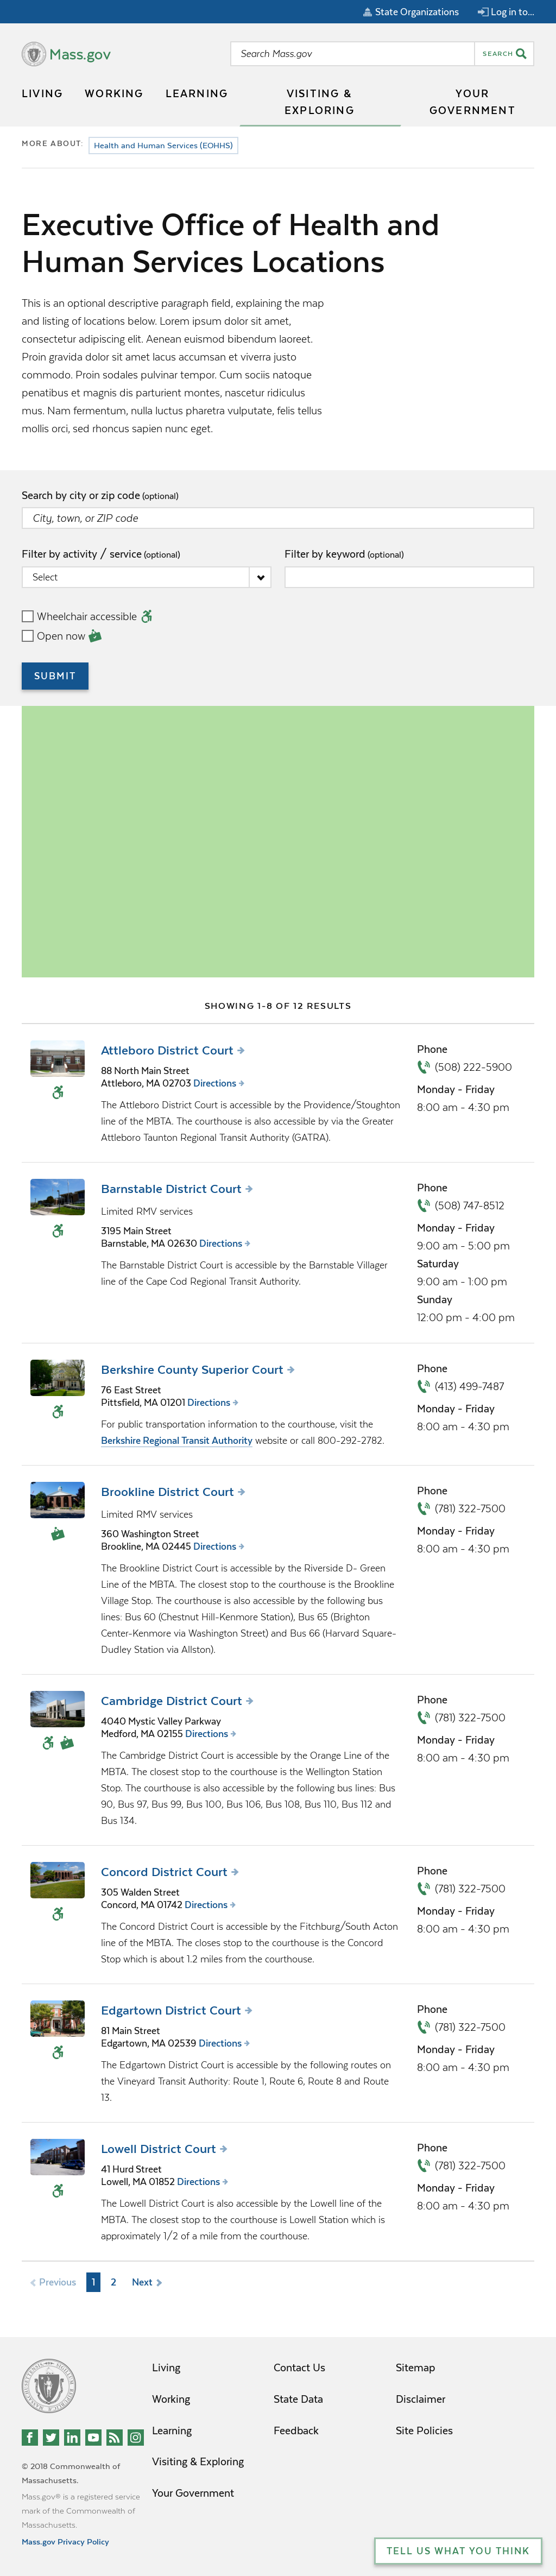 State Organizations
Log in to...
Mass.gov
Search Mass.gov
SEARCH
LIVING
WORKING
LEARNING
VISITING &
EXPLORING
YOUR
GOVERNMENT
MORE ABOUT:
Health and Human Services (EOHHS)
Executive Office of Health and
Human Services Locations
This is an optional descriptive paragraph field, explaining the map
and listing of locations below. Lorem ipsum dolor sit amet,
consectetur adipiscing elit. Aenean euismod bibendum laoreet.
Proin gravida dolor sit amet lacus accumsan et viverra justo
commodo. Proin sodales pulvinar tempor. Cum sociis natoque
penatibus et magnis dis parturient montes, nascetur ridiculus
mus. Nam fermentum, nulla luctus pharetra vulputate, felis tellus
mollis orci, sed rhoncus sapien nunc eget.
Search by city or zip code (optional)
City, town, or ZIP code
Filter by activity / service (optional)
Select
Filter by keyword (optional)
Wheelchair accessible
Open now
SUBMIT
SHOWING 1-8 OF 12 RESULTS
Attleboro District Court
88 North Main Street
Attleboro, MA 02703 Directions
The Attleboro District Court is accessible by the Providence/Stoughton
line of the MBTA. The courthouse is also accessible by via the Greater
Attleboro Taunton Regional Transit Authority (GATRA).
Phone
(508) 222-5900
Monday - Friday
8:00 am - 4:30 pm
Barnstable District Court
Limited RMV services
3195 Main Street
Barnstable, MA 02630 Directions
The Barnstable District Court is accessible by the Barnstable Villager
line of the Cape Cod Regional Transit Authority.
Phone
(508) 747-8512
Monday - Friday
9:00 am - 5:00 pm
Saturday
9:00 am - 1:00 pm
Sunday
12:00 pm - 4:00 pm
Berkshire County Superior Court
76 East Street
Pittsfield, MA 01201 Directions
For public transportation information to the courthouse, visit the
Berkshire Regional Transit Authority website or call 800-292-2782.
Phone
(413) 499-7487
Monday - Friday
8:00 am - 4:30 pm
Brookline District Court
Limited RMV services
360 Washington Street
Brookline, MA 02445 Directions
The Brookline District Court is accessible by the Riverside D- Green
Line of the MBTA. The closest stop to the courthouse is the Brookline
Village Stop. The courthouse is also accessible by the following bus
lines: Bus 60 (Chestnut Hill-Kenmore Station), Bus 65 (Brighton
Center-Kenmore via Washington Street) and Bus 66 (Harvard Square-
Dudley Station via Allston).
Phone
(781) 322-7500
Monday - Friday
8:00 am - 4:30 pm
Cambridge District Court
4040 Mystic Valley Parkway
Medford, MA 02155 Directions
The Cambridge District Court is accessible by the Orange Line of the
MBTA. The closest stop to the courthouse is the Wellington Station
Stop. The courthouse is also accessible by the following bus lines: Bus
90, Bus 97, Bus 99, Bus 100, Bus 106, Bus 108, Bus 110, Bus 112 and
Bus 134.
Phone
(781) 322-7500
Monday - Friday
8:00 am - 4:30 pm
Concord District Court
305 Walden Street
Concord, MA 01742 Directions
The Concord District Court is accessible by the Fitchburg/South Acton
line of the MBTA. The closes stop to the courthouse is the Concord
Stop which is about 1.2 miles from the courthouse.
Phone
(781) 322-7500
Monday - Friday
8:00 am - 4:30 pm
Edgartown District Court
81 Main Street
Edgartown, MA 02539 Directions
The Edgartown District Court is accessible by the following routes on
the Vineyard Transit Authority: Route 1, Route 6, Route 8 and Route
13.
Phone
(781) 322-7500
Monday - Friday
8:00 am - 4:30 pm
Lowell District Court
41 Hurd Street
Lowell, MA 01852 Directions
The Lowell District Court is also accessible by the Lowell line of the
MBTA. The closest stop to the courthouse is Lowell Station which is
approximately 1/2 of a mile from the courthouse.
Phone
(781) 322-7500
Monday - Friday
8:00 am - 4:30 pm
Previous
1
2
Next
© 2018 Commonwealth of
Massachusetts.
Mass.gov® is a registered service
mark of the Commonwealth of
Massachusetts.
Mass.gov Privacy Policy
Living
Working
Learning
Visiting & Exploring
Your Government
Contact Us
State Data
Feedback
Sitemap
Disclaimer
Site Policies
TELL US WHAT YOU THINK